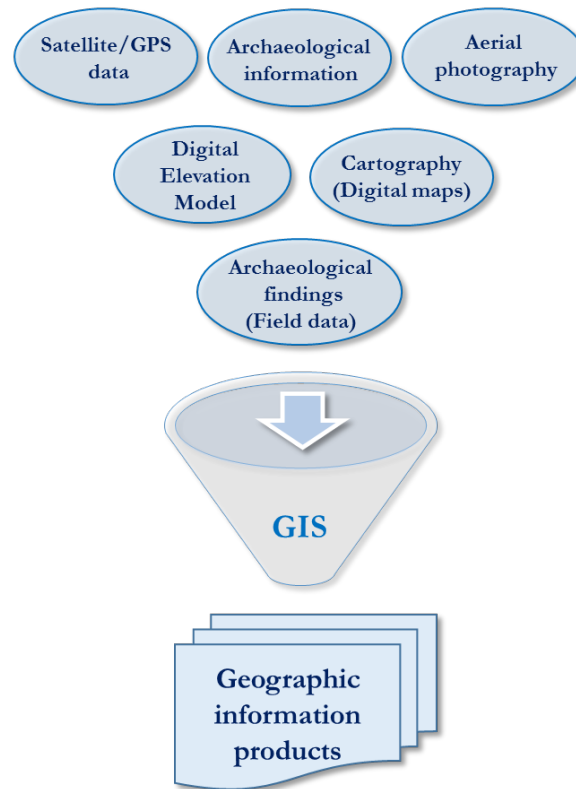 Satellite/GPS
data
Archaeological
information
Aerial
photography
Digital
Elevation
Model
Cartography
(Digital maps)
Archaeological
findings
(Field data)
GIS
Geographic
information
products